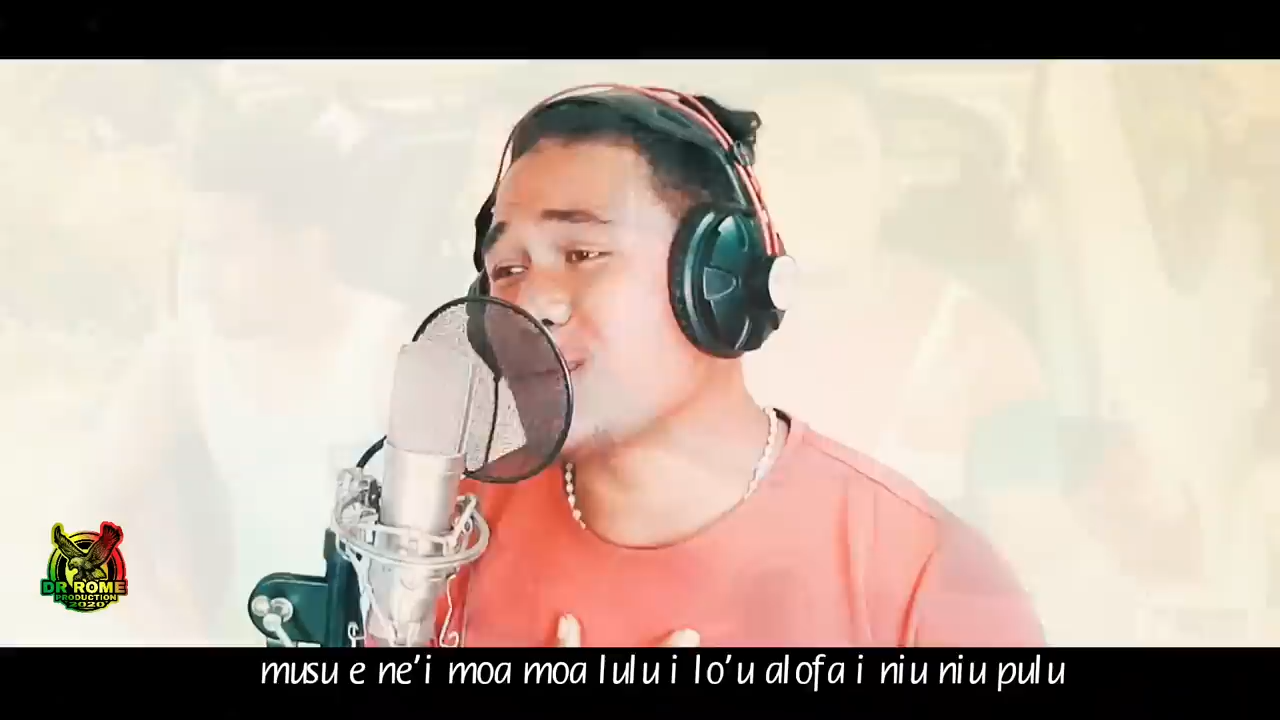 DR ROME
PRODUCTION
2020
musu e ne’i moa moa lulu i lo’u alofa i niu niu pulu